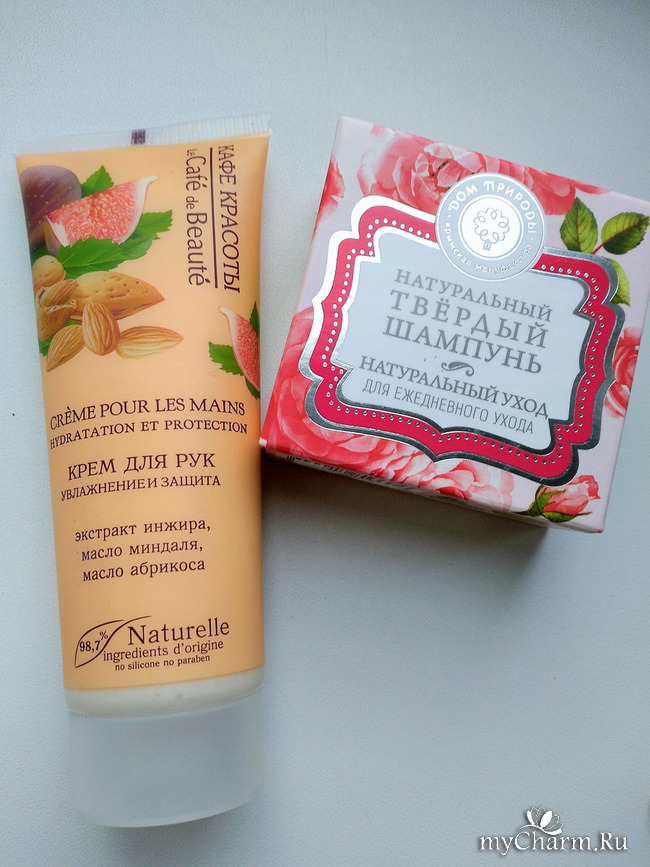 КАФЕ КРАСОТЫ
le Café de Beauté
CRÈME POUR LES MAINS
HYDRATATION ET PROTECTION
КРЕМ ДЛЯ РУК
УВЛАЖНЕНИЕ И ЗАЩИТА
экстракт инжира,
масло миндаля,
масло абрикоса
98,7%
Naturelle
ingredients d'origine
no silicone no paraben
ДОМ ПРИРОДЫ
крымская мануфактура
НАТУРАЛЬНЫЙ
ТВЁРДЫЙ
ШАМПУНЬ
НАТУРАЛЬНЫЙ УХОД
ДЛЯ ЕЖЕДНЕВНОГО УХОДА
myCharm.Ru